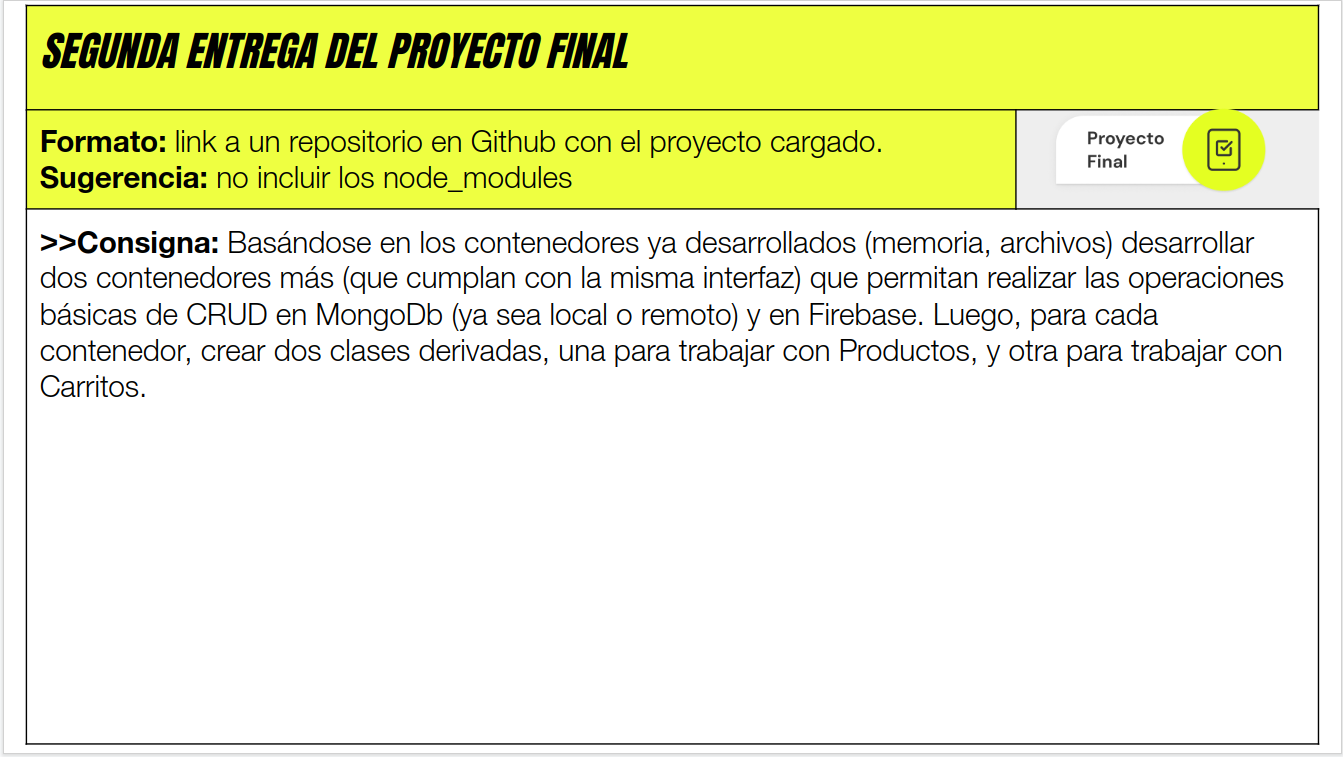 SEGUNDA ENTREGA DEL PROYECTO FINAL
Formato: link a un repositorio en Github con el proyecto cargado.
Sugerencia: no incluir los node_modules
Proyecto
Final
>>Consigna: Basándose en los contenedores ya desarrollados (memoria, archivos) desarrollar
dos contenedores más (que cumplan con la misma interfaz) que permitan realizar las operaciones
básicas de CRUD en MongoDb (ya sea local o remoto) y en Firebase. Luego, para cada
contenedor, crear dos clases derivadas, una para trabajar con Productos, y otra para trabajar con
Carritos.